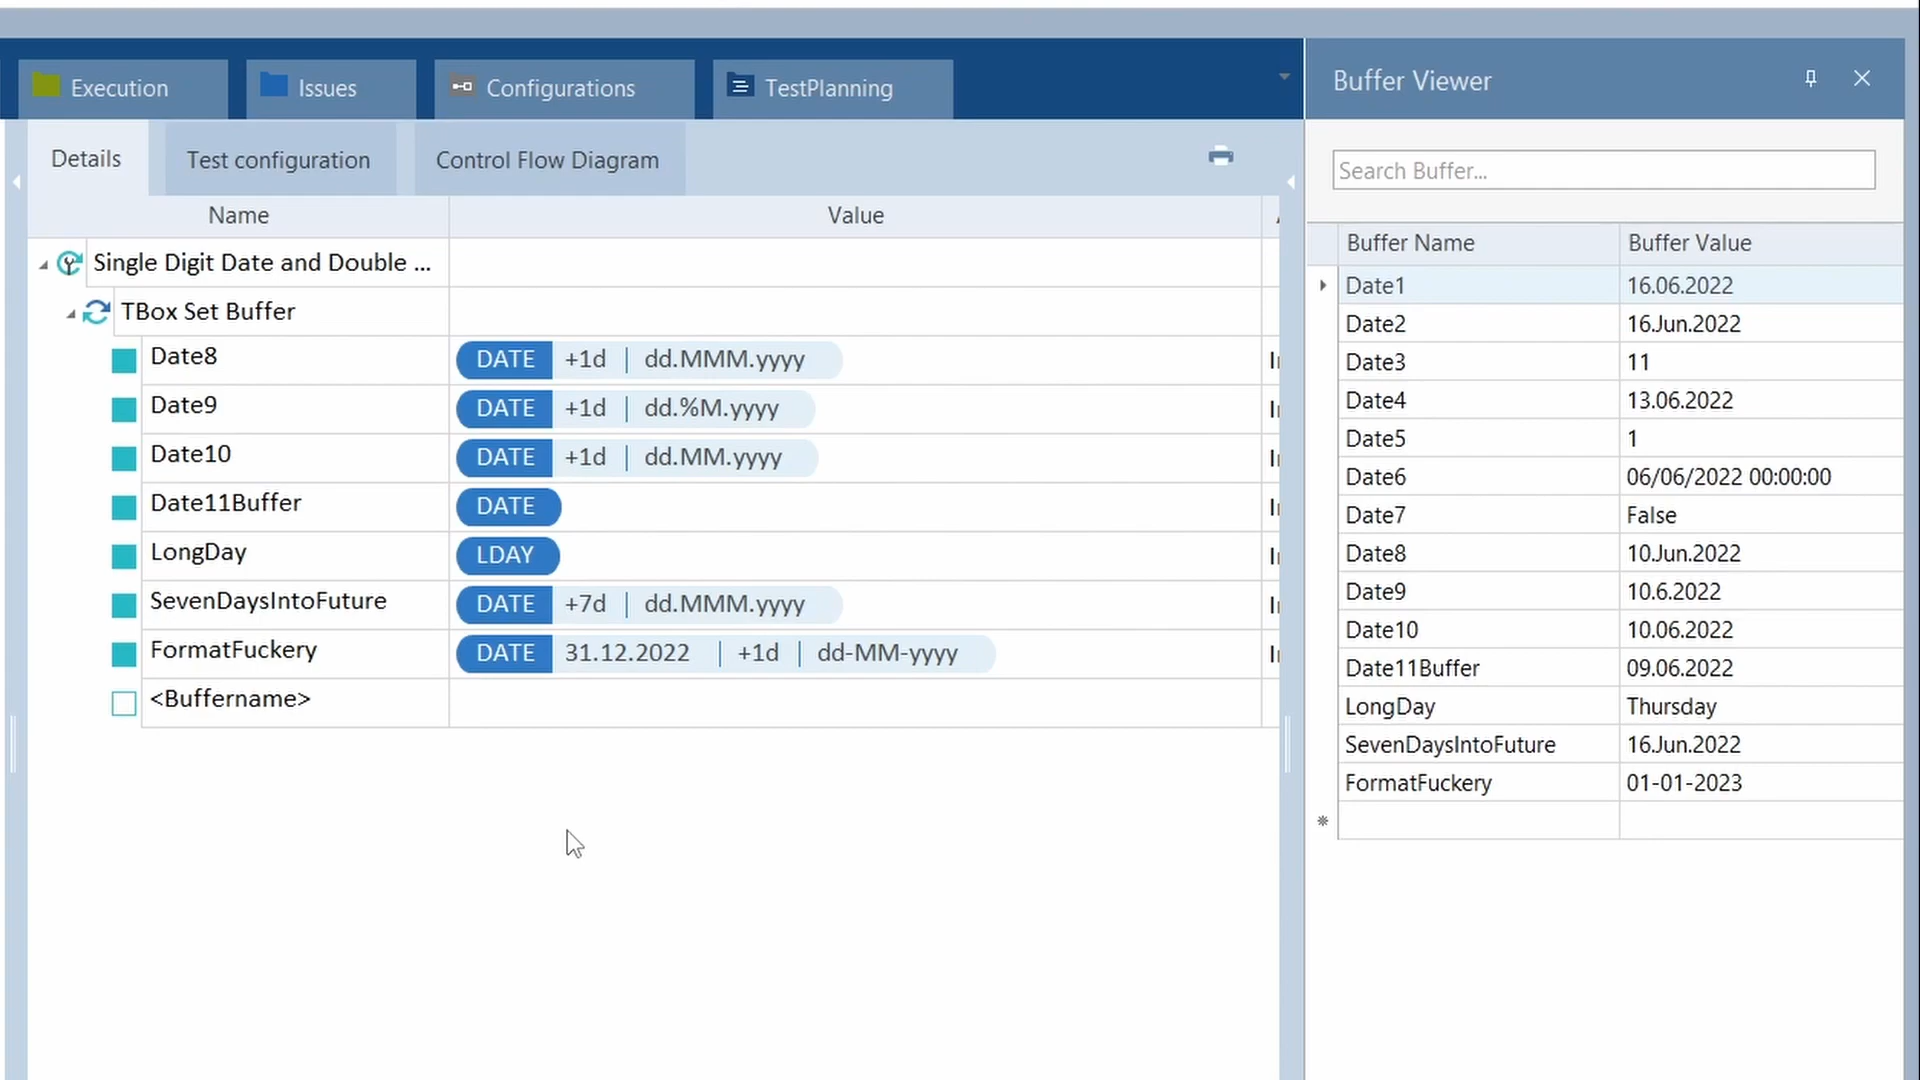 Execution
Issues
Configurations
TestPlanning
Details
Test configuration
Control Flow Diagram
Name
Value
Single Digit Date and Double ...
TBox Set Buffer
Date8
DATE +1d | dd.MMM.yyyy
Date9
DATE +1d | dd.%M.yyyy
Date10
DATE +1d | dd.MM.yyyy
Date11Buffer
DATE
LongDay
LDAY
SevenDaysIntoFuture
DATE +7d | dd.MMM.yyyy
FormatFuckery
DATE 31.12.2022 | +1d | dd-MM-yyyy
<Buffername>
Buffer Viewer
Search Buffer...
Buffer Name
Buffer Value
Date1
16.06.2022
Date2
16.Jun.2022
Date3
11
Date4
13.06.2022
Date5
1
Date6
06/06/2022 00:00:00
Date7
False
Date8
10.Jun.2022
Date9
10.6.2022
Date10
10.06.2022
Date11Buffer
09.06.2022
LongDay
Thursday
SevenDaysIntoFuture
16.Jun.2022
FormatFuckery
01-01-2023